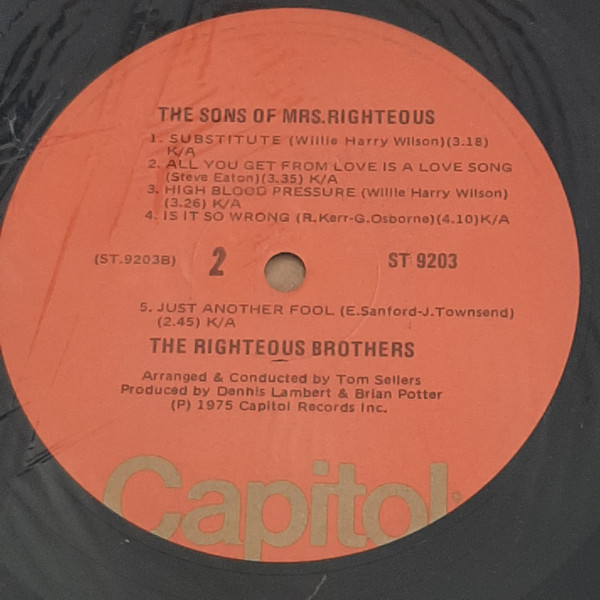 THE SONS OF MRS.RIGHTEOUS
1. SUBSTITUTE (Willie Harry Wilson)(3.18)
K/A
2. ALL YOU GET FROM LOVE IS A LOVE SONG
(Steve Eaton)(3.35) K/A
3. HIGH BLOOD PRESSURE (Willie Harry Wilson)
(3.26) K/A
4. IS IT SO WRONG (R.Kerr-G.Osborne)(4.10)K/A
(ST.9203B) 2 ST 9203
5. JUST ANOTHER FOOL (E.Sanford-J.Townsend)
(2.45) K/A
THE RIGHTEOUS BROTHERS
Arranged & Conducted by Tom Sellers
Produced by Dennis Lambert & Brian Potter
(P) 1975 Capitol Records Inc.
Capitol